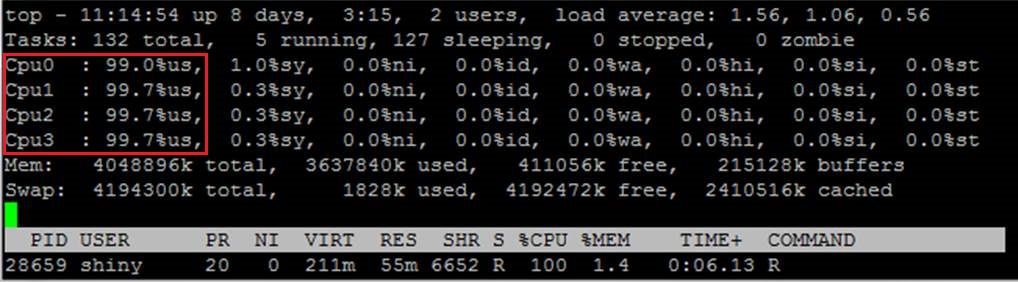 top - 11:14:54 up 8 days,  3:15,  2 users,  load average: 1.56, 1.06, 0.56
Tasks: 132 total,   5 running, 127 sleeping,   0 stopped,   0 zombie
Cpu0  : 99.0%us,  1.0%sy,  0.0%ni,  0.0%id,  0.0%wa,  0.0%hi,  0.0%si,  0.0%st
Cpu1  : 99.7%us,  0.3%sy,  0.0%ni,  0.0%id,  0.0%wa,  0.0%hi,  0.0%si,  0.0%st
Cpu2  : 99.7%us,  0.3%sy,  0.0%ni,  0.0%id,  0.0%wa,  0.0%hi,  0.0%si,  0.0%st
Cpu3  : 99.7%us,  0.3%sy,  0.0%ni,  0.0%id,  0.0%wa,  0.0%hi,  0.0%si,  0.0%st
Mem:   4048896k total,  3637840k used,   411056k free,   215128k buffers
Swap:  4194300k total,     1828k used,  4192472k free,  2410516k cached
  PID USER      PR  NI  VIRT  RES  SHR S %CPU %MEM    TIME+  COMMAND
28659 shiny     20   0  211m  55m 6652 R  100  1.4   0:06.13 R